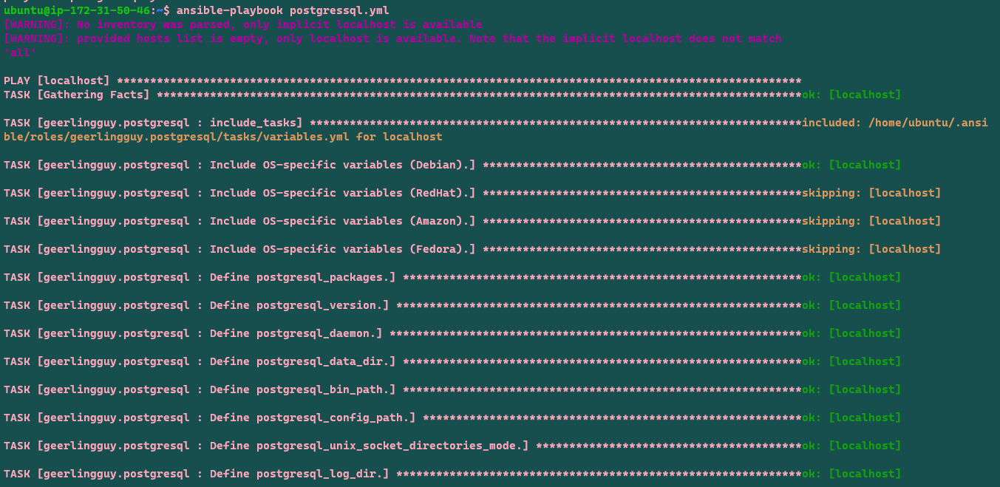 ubuntu@ip-172-31-50-46:~$ ansible-playbook postgressql.yml
[WARNING]: No inventory was parsed, only implicit localhost is available
[WARNING]: provided hosts list is empty, only localhost is available. Note that the implicit localhost does not match
'all'
PLAY [localhost] *******************************************************************************************************
TASK [Gathering Facts] *************************************************************************************************ok: [localhost]
TASK [geerlingguy.postgresql : include_tasks] **************************************************************************included: /home/ubuntu/.ansi
ble/roles/geerlingguy.postgresql/tasks/variables.yml for localhost
TASK [geerlingguy.postgresql : Include OS-specific variables (Debian).] ************************************************ok: [localhost]
TASK [geerlingguy.postgresql : Include OS-specific variables (RedHat).] ************************************************skipping: [localhost]
TASK [geerlingguy.postgresql : Include OS-specific variables (Amazon).] ************************************************skipping: [localhost]
TASK [geerlingguy.postgresql : Include OS-specific variables (Fedora).] ************************************************skipping: [localhost]
TASK [geerlingguy.postgresql : Define postgresql_packages.] ************************************************************ok: [localhost]
TASK [geerlingguy.postgresql : Define postgresql_version.] *************************************************************ok: [localhost]
TASK [geerlingguy.postgresql : Define postgresql_daemon.] **************************************************************ok: [localhost]
TASK [geerlingguy.postgresql : Define postgresql_data_dir.] ************************************************************ok: [localhost]
TASK [geerlingguy.postgresql : Define postgresql_bin_path.] ************************************************************ok: [localhost]
TASK [geerlingguy.postgresql : Define postgresql_config_path.] *********************************************************ok: [localhost]
TASK [geerlingguy.postgresql : Define postgresql_unix_socket_directories_mode.] ****************************************ok: [localhost]
TASK [geerlingguy.postgresql : Define postgresql_log_dir.] *************************************************************ok: [localhost]